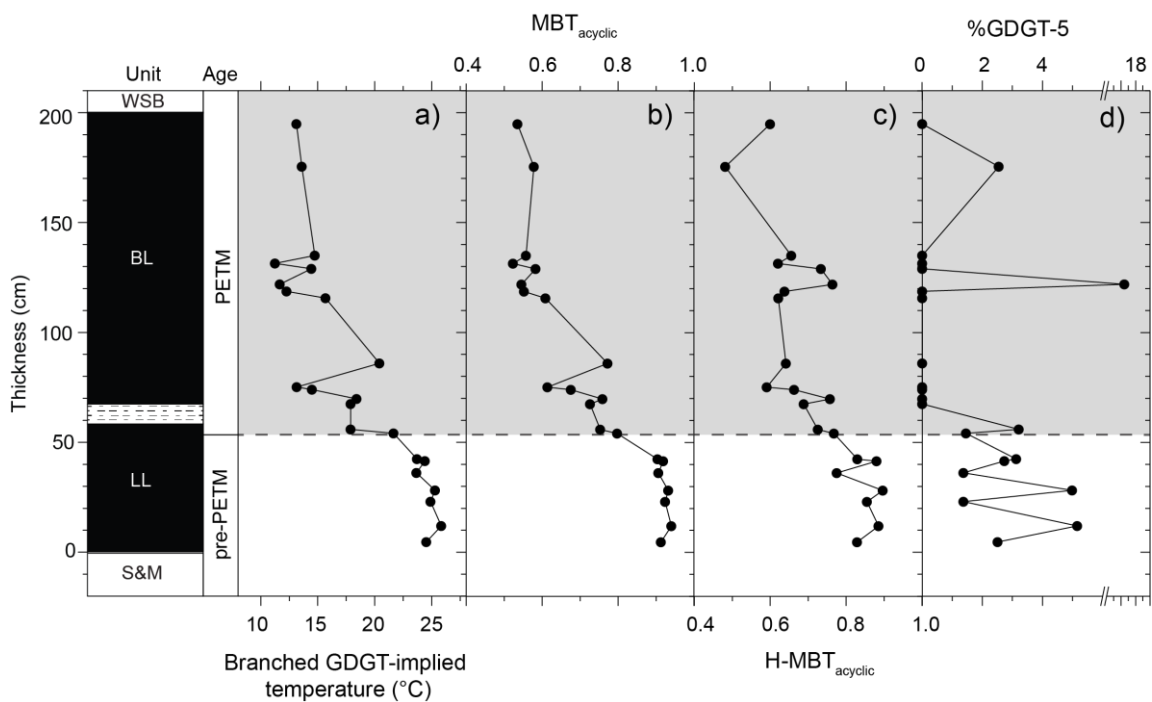 MBTacyclic
%GDGT-5
Unit Age 0.4 0.6 0.8 1.0 0 2 4 18
WSB
200 a) b) c) d)
150
BL
PETM
100
Thickness (cm)
50
LL
pre-PETM
0
S&M
10 15 20 25 0.4 0.6 0.8 1.0
Branched GDGT-implied
temperature (°C)
H-MBTacyclic